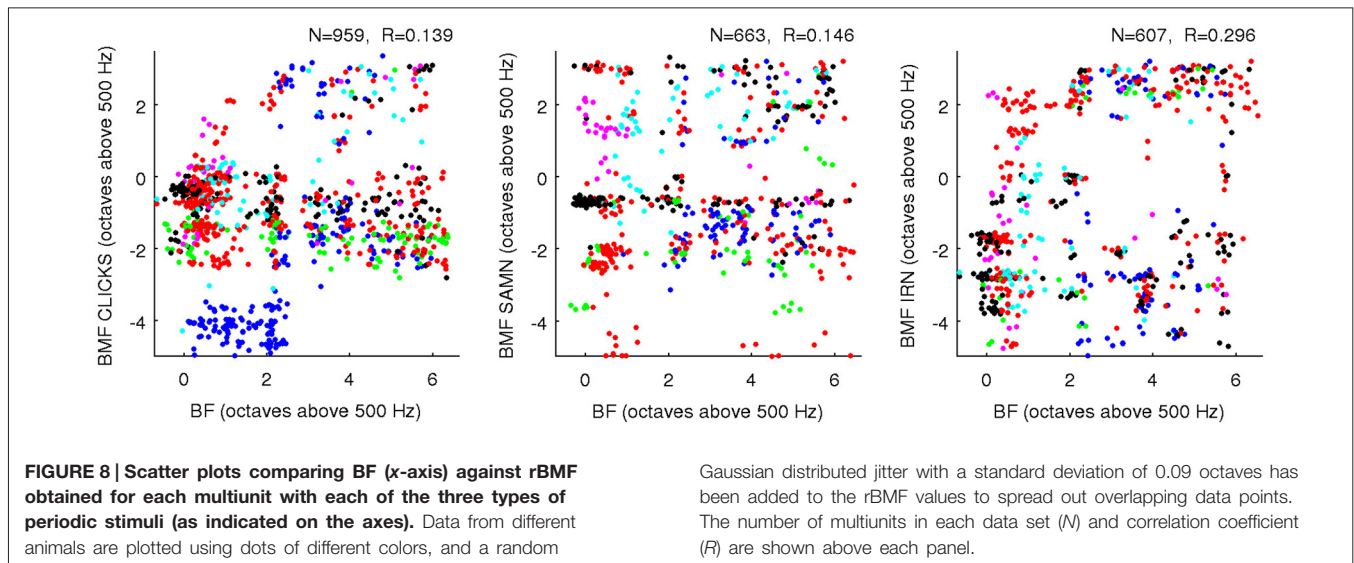 N=959, R=0.139
BMF CLICKS (octaves above 500 Hz)
2
0
-2
-4
0 2 4 6
BF (octaves above 500 Hz)
N=663, R=0.146
BMF SAMN (octaves above 500 Hz)
2
0
-2
-4
0 2 4 6
BF (octaves above 500 Hz)
N=607, R=0.296
BMF IRN (octaves above 500 Hz)
2
0
-2
-4
0 2 4 6
BF (octaves above 500 Hz)
FIGURE 8 | Scatter plots comparing BF (x-axis) against rBMF
obtained for each multiunit with each of the three types of
periodic stimuli (as indicated on the axes). Data from different
animals are plotted using dots of different colors, and a random
Gaussian distributed jitter with a standard deviation of 0.09 octaves has
been added to the rBMF values to spread out overlapping data points.
The number of multiunits in each data set (N) and correlation coefficient
(R) are shown above each panel.